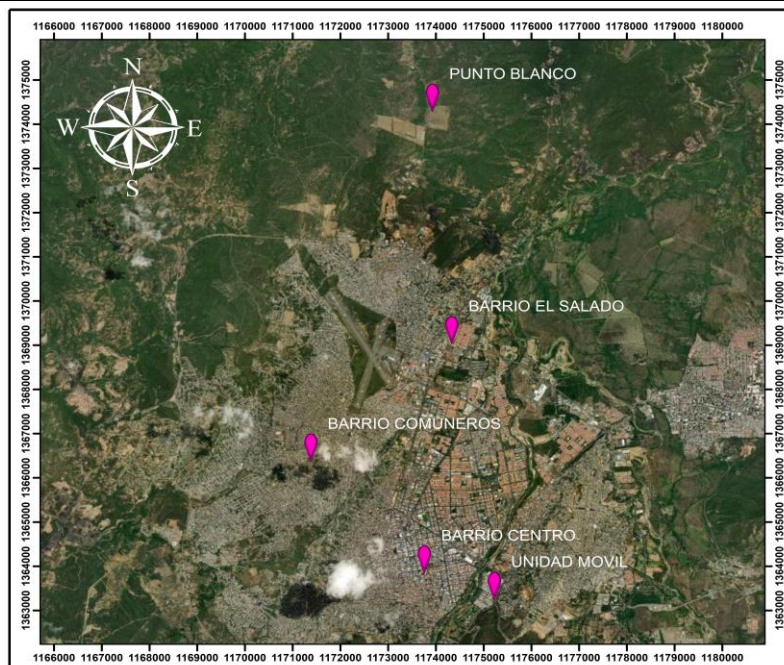 1166000 1167000 1168000 1169000 1170000 1171000 1172000 1173000 1174000 1175000 1176000 1177000 1178000 1179000 1180000
1375000 1374000 1373000 1372000 1371000 1370000 1369000 1368000 1367000 1366000 1365000 1364000 1363000
N
W E
S
PUNTO BLANCO
BARRIO EL SALADO
BARRIO COMUNEROS
BARRIO CENTRO.
UNIDAD MOVIL
1375000 1374000 1373000 1372000 1371000 1370000 1369000 1368000 1367000 1366000 1365000 1364000 1363000
1166000 1167000 1168000 1169000 1170000 1171000 1172000 1173000 1174000 1175000 1176000 1177000 1178000 1179000 1180000